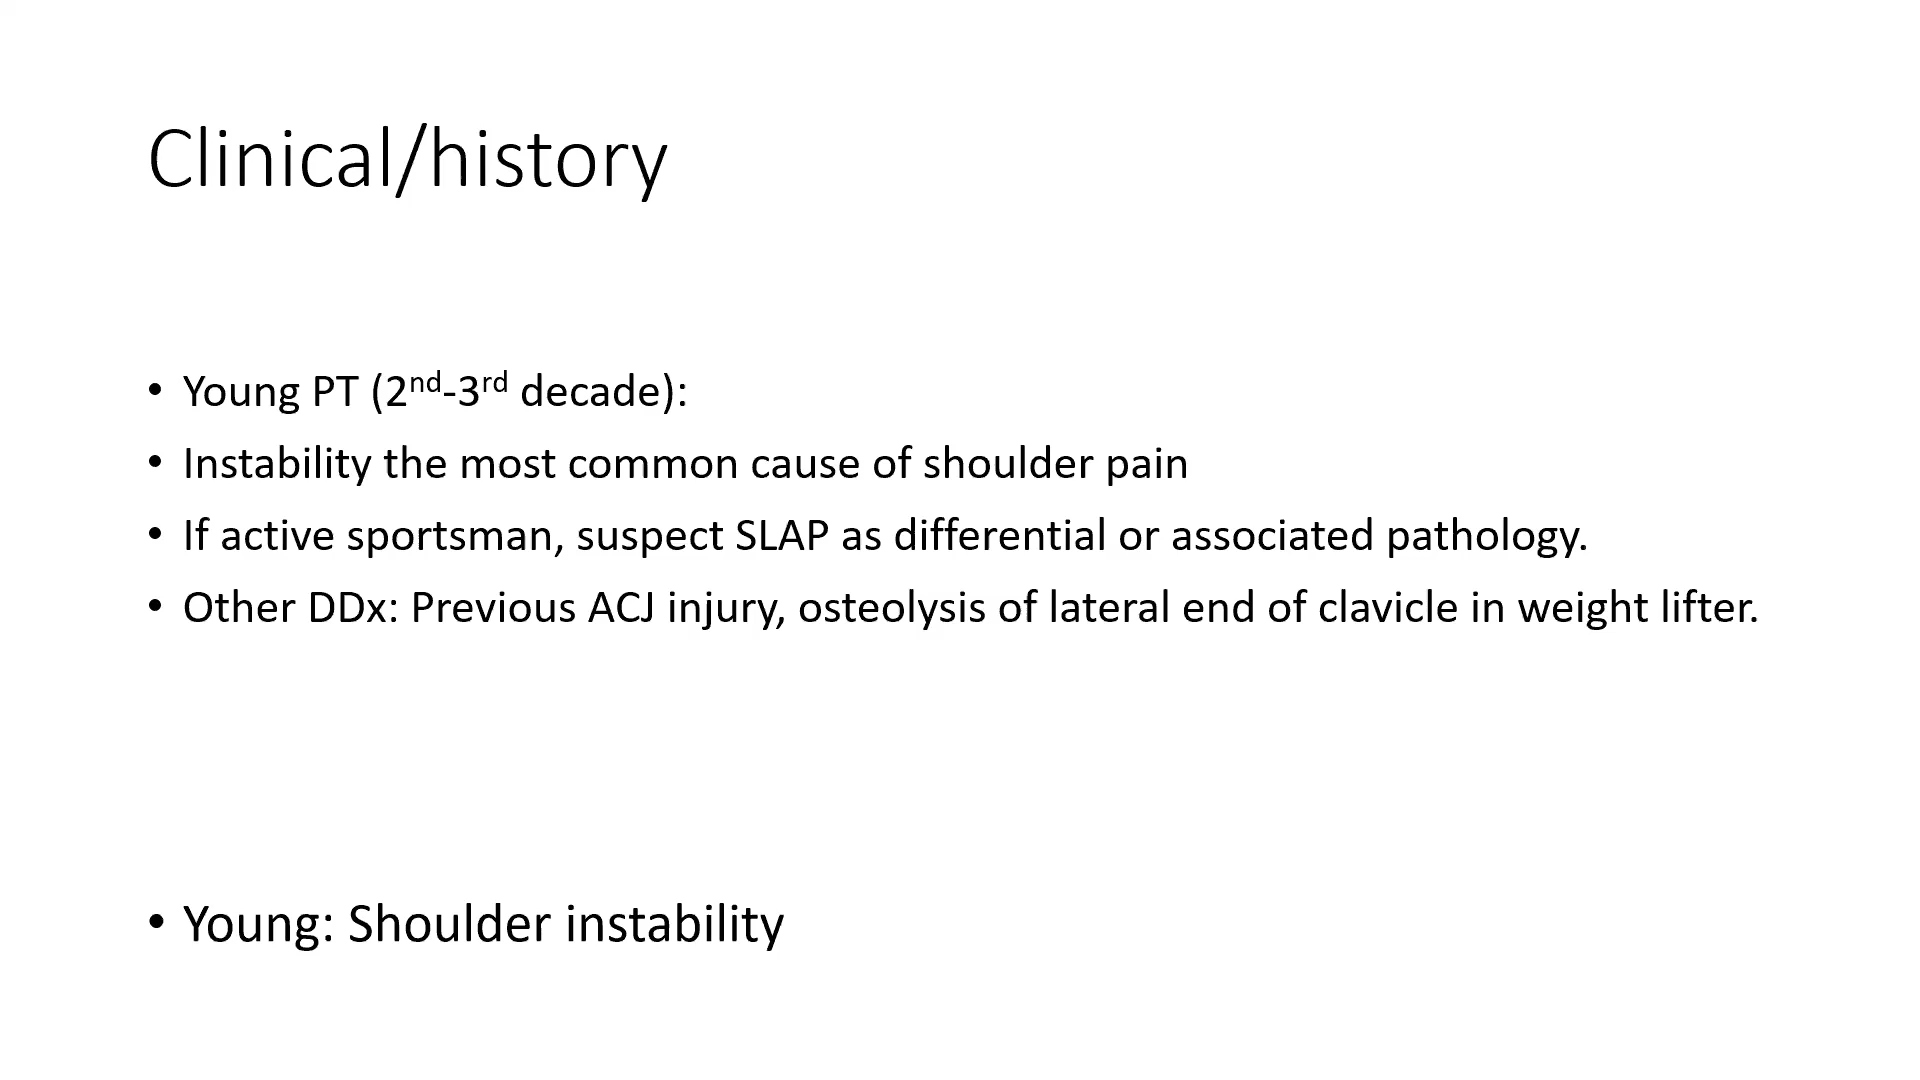 Clinical/history
• Young PT (2nd-3rd decade):
• Instability the most common cause of shoulder pain
• If active sportsman, suspect SLAP as differential or associated pathology.
• Other DDx: Previous ACJ injury, osteolysis of lateral end of clavicle in weight lifter.
• Young: Shoulder instability